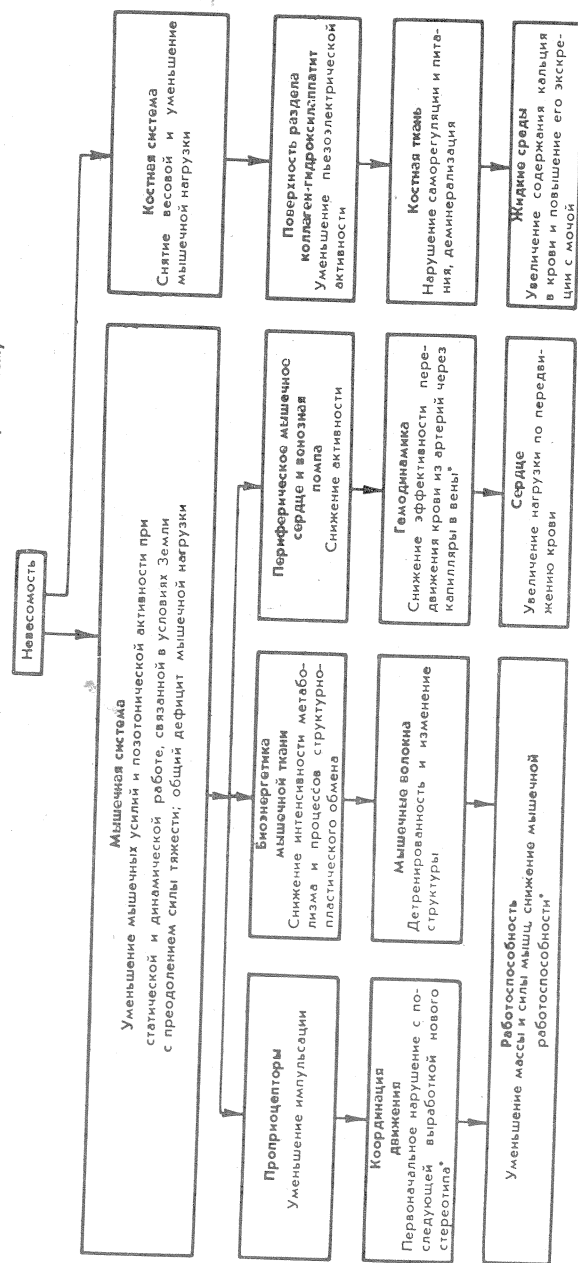 Невесомость
Мышечная система
Уменьшение мышечных усилий и позотонической активности при
статической и динамической работе, связанной в условиях Земли
с преодолением силы тяжести; общий дефицит мышечной нагрузки
Костная система
Снятие весовой и уменьшение
мышечной нагрузки
Проприоцепторы
Уменьшение импульсации
Биоэнергетика
мышечной ткани
Снижение интенсивности метабо-
лизма и процессов структурно-
пластического обмена
Периферическое мышечное
сердце и венозная
помпа
Снижение активности
Поверхность раздела
коллаген-гидроксилаппатит
Уменьшение пьезоэлектрической
активности
Координация
движения
Первоначальное нарушение с по-
следующей выработкой нового
стереотипа*
Мышечные волокна
Детренированность и изменение
структуры
Гемодинамика
Снижение эффективности пере-
движения крови из артерий через
капилляры в вены*
Костная ткань
Нарушение саморегуляции и пита-
ния, деминерализация
Работоспособность
Уменьшение массы и силы мышц, снижение мышечной
работоспособности*
Сердце
Увеличение нагрузки по передви-
жению крови
Жидкие среды
Увеличение содержания кальция
в крови и повышение его экскре-
ции с мочой